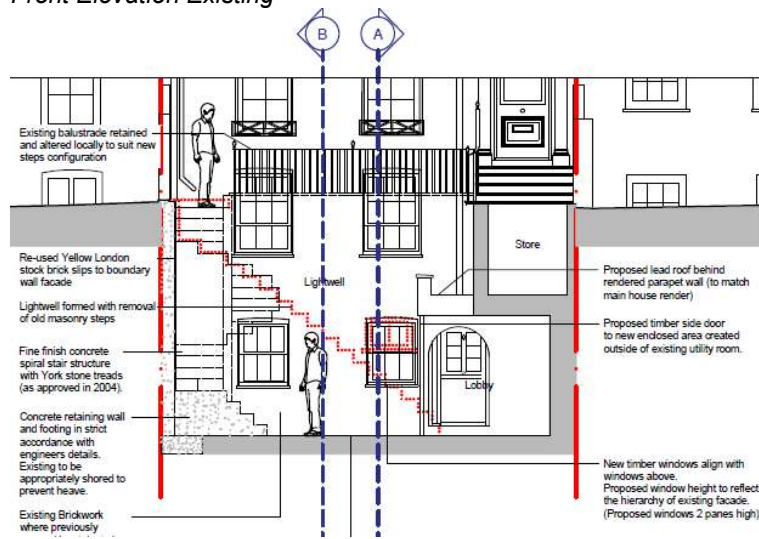 Front Elevation Existing
B
A
Existing balustrade retained
and altered locally to suit new
steps configuration
Re-used Yellow London
stock brick slips to boundary
wall facade
Lightwell formed with removal
of old masonry steps
Fine finish concrete
spiral stair structure
with York stone treads
(as approved in 2004).
Concrete retaining wall
and footing in strict
accordance with
engineers details.
Existing to be
appropriately shored to
prevent heave.
Existing Brickwork
where previously
Lightwell
Store
Lobby
Proposed lead roof behind
rendered parapet wall (to match
main house render)
Proposed timber side door
to new enclosed area created
outside of existing utility room.
New timber windows align with
windows above.
Proposed window height to reflect
the hierarchy of existing facade.
(Proposed windows 2 panes high)